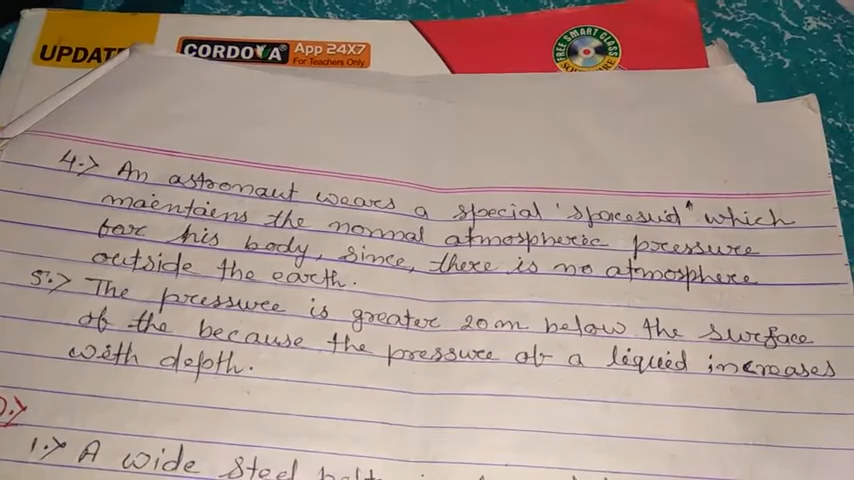 UPDAT
CORDOVA® App 24X7
For Teachers Only
FREE SMART CLASS
4.> An astronaut wears a special 'spacesuit" which
maintains the normal atmospheric pressure
for his body, since, there is no atmosphere
outside the earth.
5.> The pressure is greater 20m below the surface
of the because the pressure of a liquid increases
with depth.
1.> A wide steel